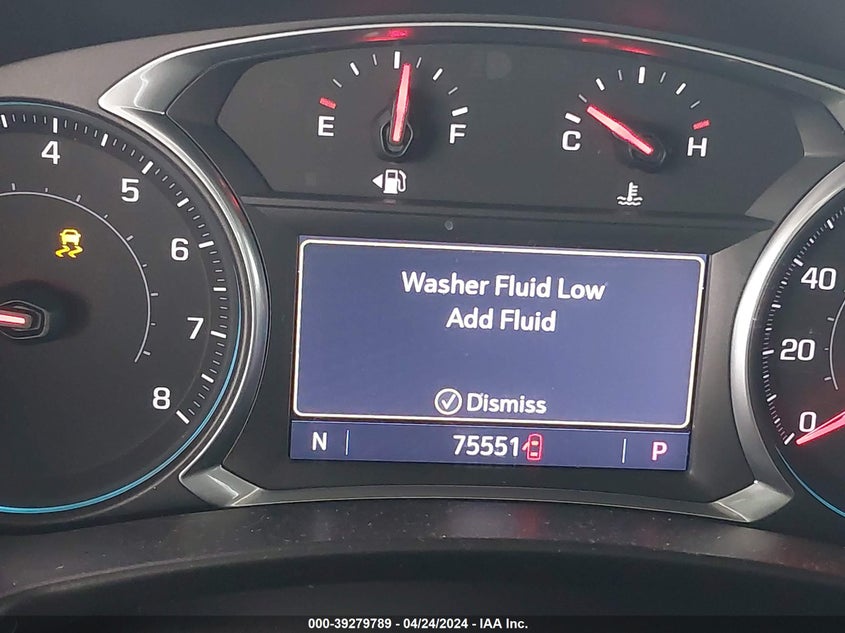 E
F
C
H
4
5
6
7
8
Washer Fluid Low
Add Fluid
Dismiss
N
75551
P
40
20
0
000-39279789 - 04/24/2024 - IAA Inc.